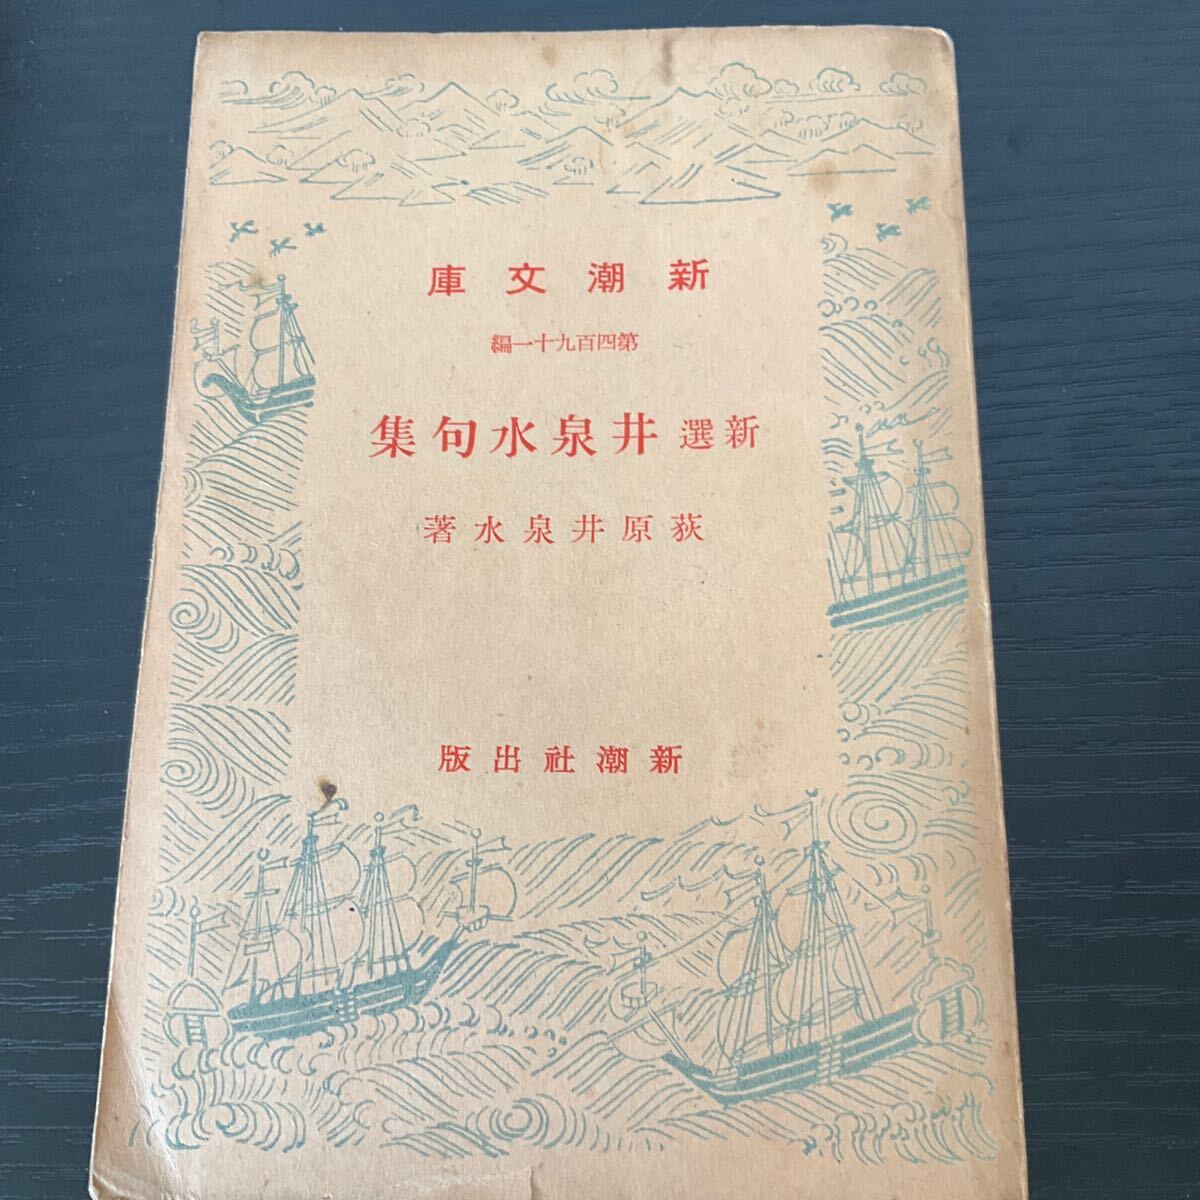 新潮文庫
第四百九十一編
新選井泉水句集
荻原井泉水著
新潮社出版